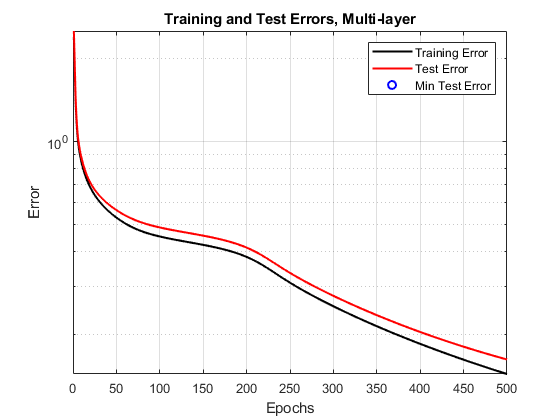 Training and Test Errors, Multi-layer
Training Error
Test Error
Min Test Error
10^0
Error
0 50 100 150 200 250 300 350 400 450 500
Epochs